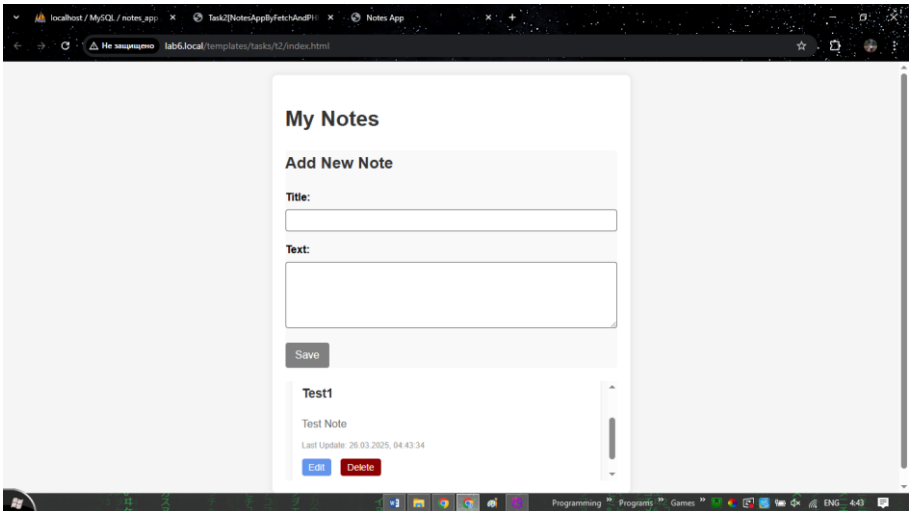 localhost / MySQL / notes_app
Task2[NotesAppByFetchAndPH
Notes App
Не защищено lab6.local/templates/tasks/t2/index.html
My Notes
Add New Note
Title:
Text:
Save
Test1
Test Note
Last Update: 26.03.2025, 04:43:34
Edit Delete
Programming » Programs » Games » ENG 4:43